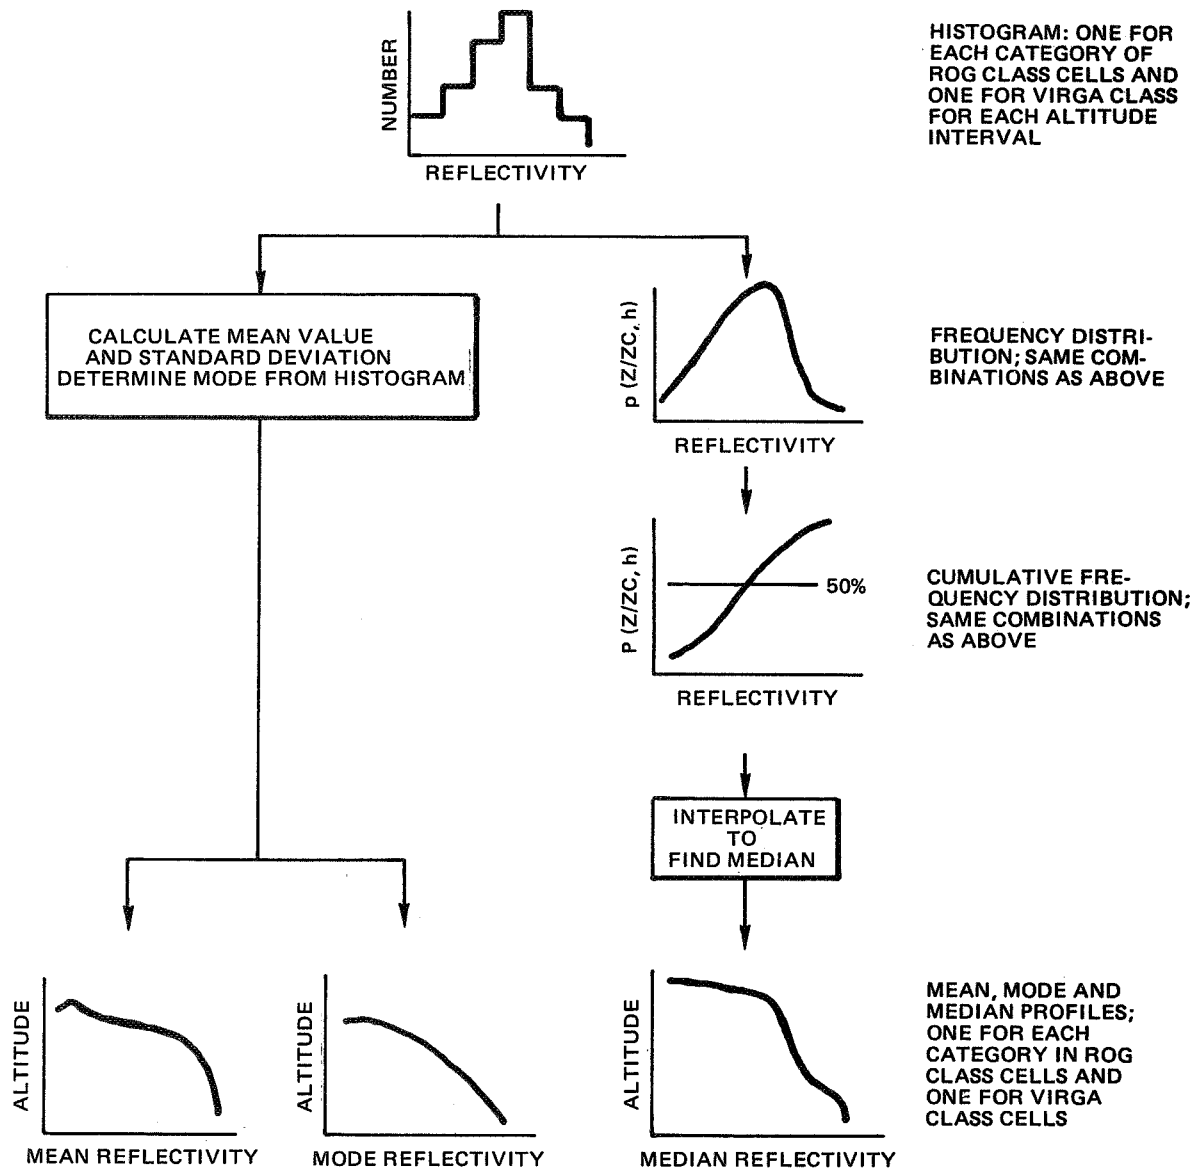 NUMBER
REFLECTIVITY
HISTOGRAM: ONE FOR
EACH CATEGORY OF
ROG CLASS CELLS AND
ONE FOR VIRGA CLASS
FOR EACH ALTITUDE
INTERVAL
CALCULATE MEAN VALUE
AND STANDARD DEVIATION
DETERMINE MODE FROM HISTOGRAM
p (Z/ZC, h)
REFLECTIVITY
FREQUENCY DISTRI-
BUTION; SAME COM-
BINATIONS AS ABOVE
P (Z/ZC, h)
50%
REFLECTIVITY
CUMULATIVE FRE-
QUENCY DISTRIBUTION;
SAME COMBINATIONS
AS ABOVE
INTERPOLATE
TO
FIND MEDIAN
ALTITUDE
MEAN REFLECTIVITY
ALTITUDE
MODE REFLECTIVITY
ALTITUDE
MEDIAN REFLECTIVITY
MEAN, MODE AND
MEDIAN PROFILES;
ONE FOR EACH
CATEGORY IN ROG
CLASS CELLS AND
ONE FOR VIRGA
CLASS CELLS